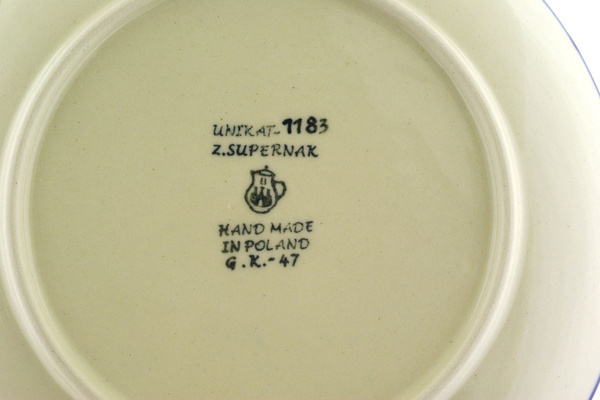 UNIKAT-1183
Z.SUPERNAK
HAND MADE
IN POLAND
G.K.-47